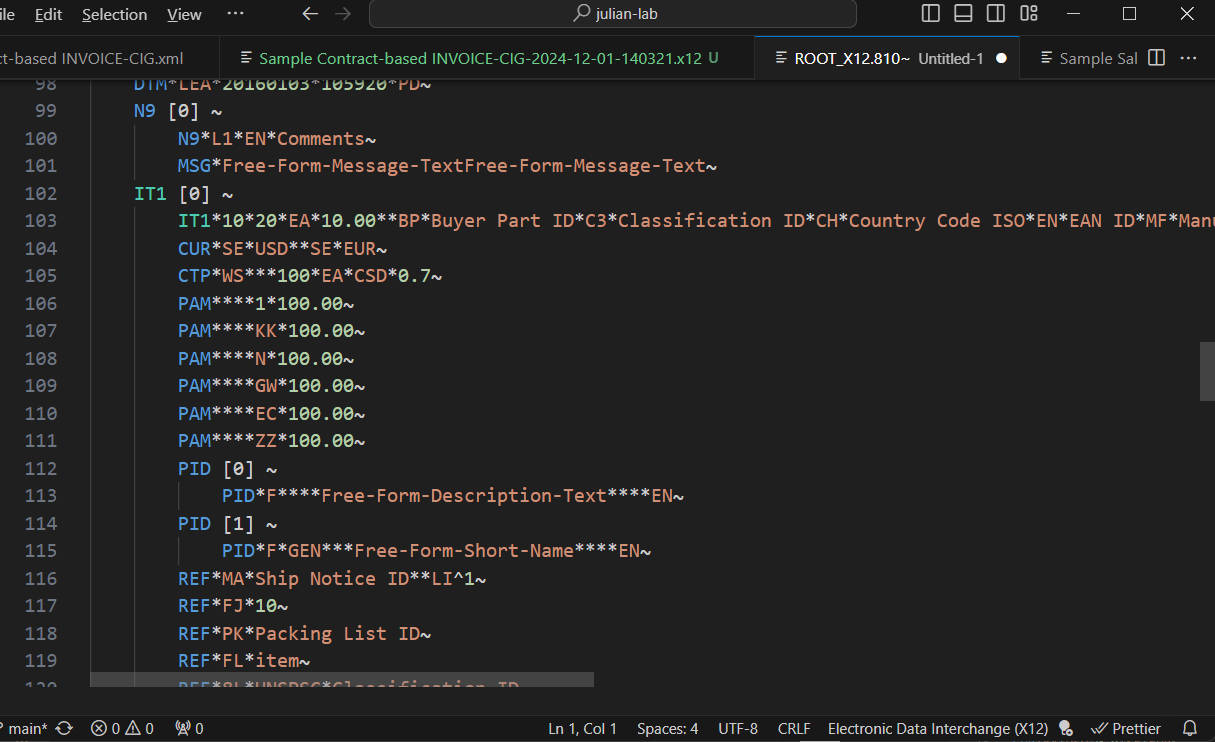 ile Edit Selection View ··· julian-lab
ct-based INVOICE-CIG.xml Sample Contract-based INVOICE-CIG-2024-12-01-140321.x12 U ROOT_X12.810~ Untitled-1 Sample Sal ···
98 DTM*LEA*20160103*105920*PD~
99 N9 [0] ~
100 N9*L1*EN*Comments~
101 MSG*Free-Form-Message-TextFree-Form-Message-Text~
102 IT1 [0] ~
103 IT1*10*20*EA*10.00**BP*Buyer Part ID*C3*Classification ID*CH*Country Code ISO*EN*EAN ID*MF*Manu
104 CUR*SE*USD**SE*EUR~
105 CTP*WS***100*EA*CSD*0.7~
106 PAM****1*100.00~
107 PAM****KK*100.00~
108 PAM****N*100.00~
109 PAM****GW*100.00~
110 PAM****EC*100.00~
111 PAM****ZZ*100.00~
112 PID [0] ~
113 PID*F****Free-Form-Description-Text****EN~
114 PID [1] ~
115 PID*F*GEN***Free-Form-Short-Name****EN~
116 REF*MA*Ship Notice ID**LI^1~
117 REF*FJ*10~
118 REF*PK*Packing List ID~
119 REF*FL*item~
120 REF*8L*UNSPSC*Classification ID
main* 0 0 0 Ln 1, Col 1 Spaces: 4 UTF-8 CRLF Electronic Data Interchange (X12) Prettier